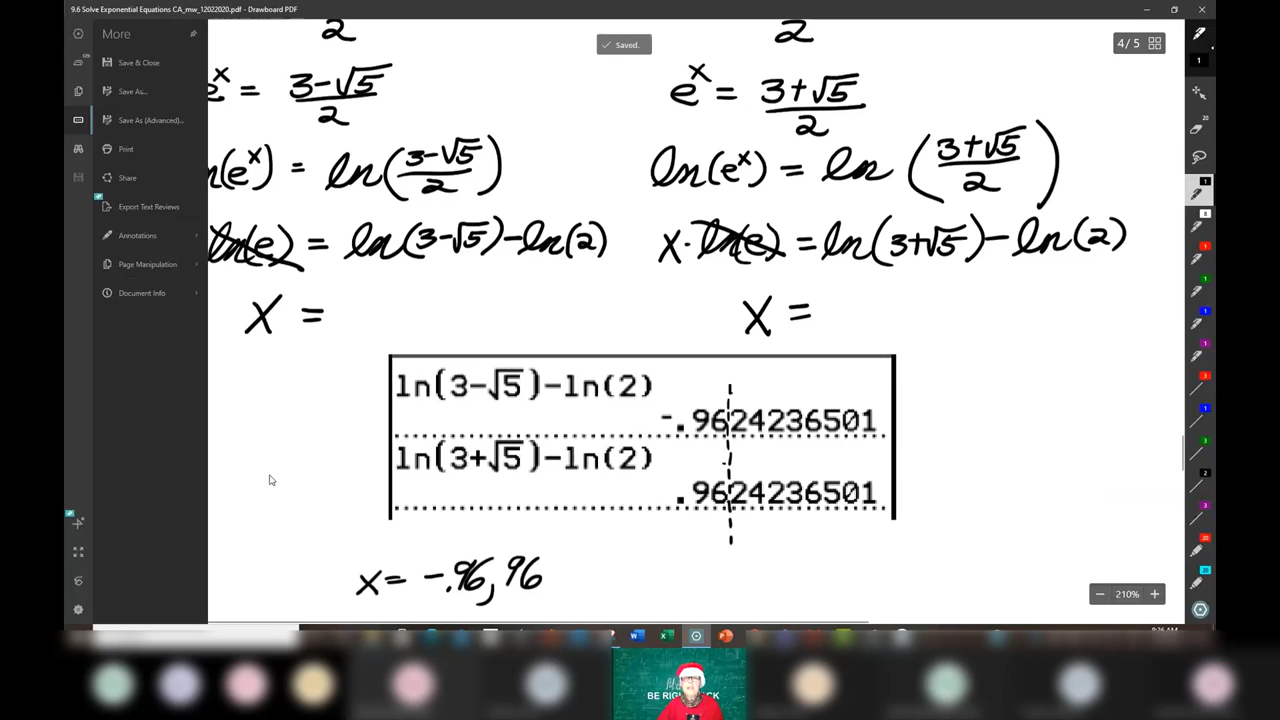 9.6 Solve Exponential Equations CA_mw_12022020.pdf - Drawboard PDF
More
Save & Close
Save As...
Save As (Advanced)...
Print
Share
Export Text Reviews
Annotations
Page Manipulation
Document Info
Saved.
4 / 5
2
2
e^x = (3-√5)/2
e^x = (3+√5)/2
ln(e^x) = ln((3-√5)/2)
ln(e^x) = ln((3+√5)/2)
ln(e) = ln(3-√5)-ln(2)
x·ln(e) = ln(3+√5)-ln(2)
X =
X =
ln(3-√5)-ln(2)
-.9624236501
ln(3+√5)-ln(2)
.9624236501
x = -.96, 96
210%
BE RIGHT